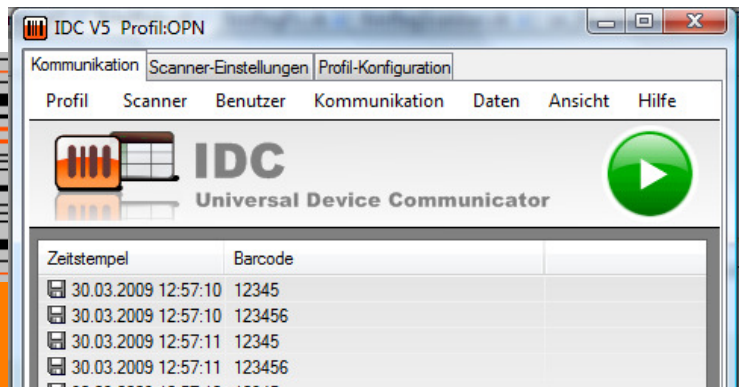 IDC V5 Profil:OPN
Kommunikation Scanner-Einstellungen Profil-Konfiguration
Profil Scanner Benutzer Kommunikation Daten Ansicht Hilfe
IDC
Universal Device Communicator
Zeitstempel Barcode
30.03.2009 12:57:10 12345
30.03.2009 12:57:10 123456
30.03.2009 12:57:11 12345
30.03.2009 12:57:11 123456